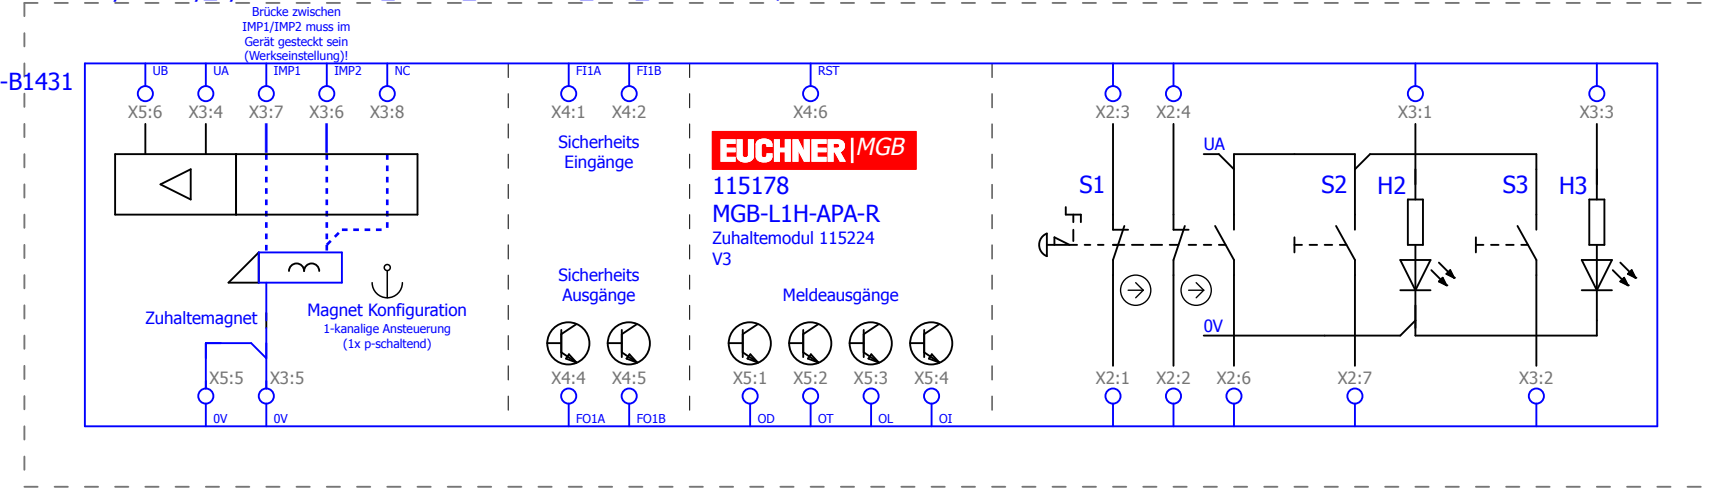 Brücke zwischen
IMP1/IMP2 muss im
Gerät gesteckt sein
(Werkseinstellung)!
-B1431
UB UA IMP1 IMP2 NC FI1A FI1B RST
X5:6 X3:4 X3:7 X3:6 X3:8 X4:1 X4:2 X4:6 X2:3 X2:4 X3:1 X3:3
Sicherheits
Eingänge
EUCHNER|MGB
115178
MGB-L1H-APA-R
Zuhaltemodul 115224
V3
UA
S1 S2 H2 S3 H3
Sicherheits
Ausgänge
Meldeausgänge
Zuhaltemagnet
Magnet Konfiguration
1-kanalige Ansteuerung
(1x p-schaltend)
0V
X5:5 X3:5 X4:4 X4:5 X5:1 X5:2 X5:3 X5:4 X2:1 X2:2 X2:6 X2:7 X3:2
0V 0V FO1A FO1B OD OT OL OI